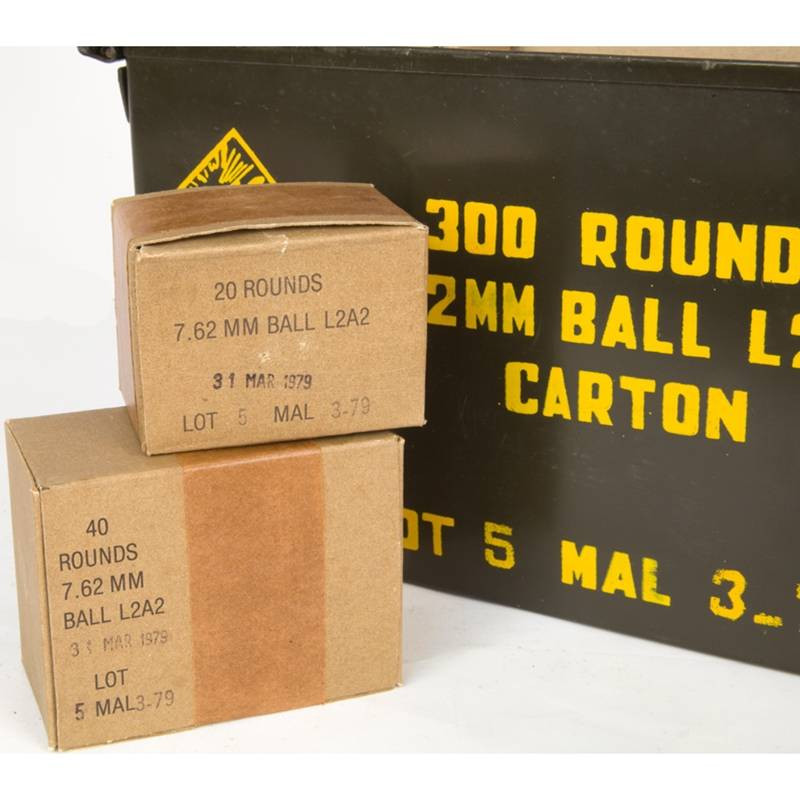 20 ROUNDS
7.62 MM BALL L2A2
31 MAR 1979
LOT 5 MAL 3-79
40
ROUNDS
7.62 MM
BALL L2A2
31 MAR 1979
LOT
5 MAL3-79
300 ROUND
2MM BALL L2
CARTON
OT 5 MAL 3-